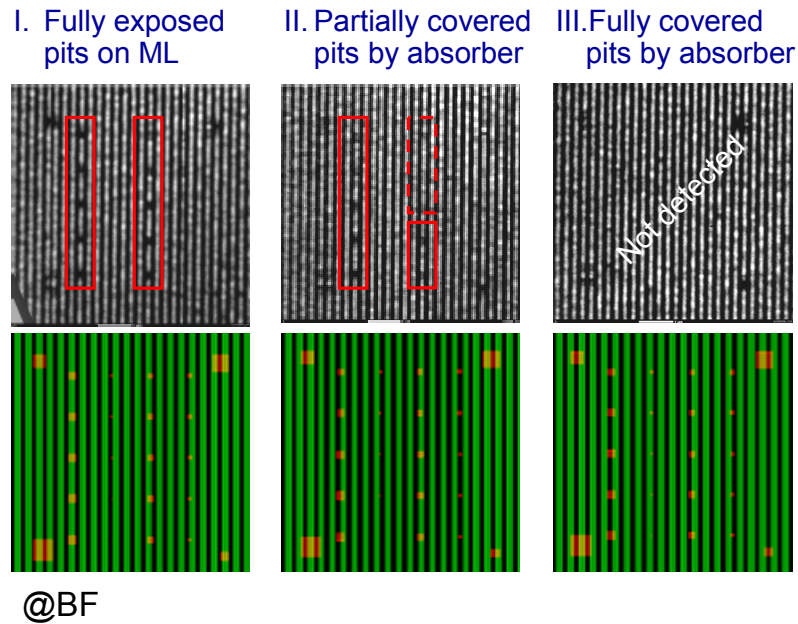 I. Fully exposed
pits on ML
II. Partially covered
pits by absorber
III.Fully covered
pits by absorber
Not detected
@BF